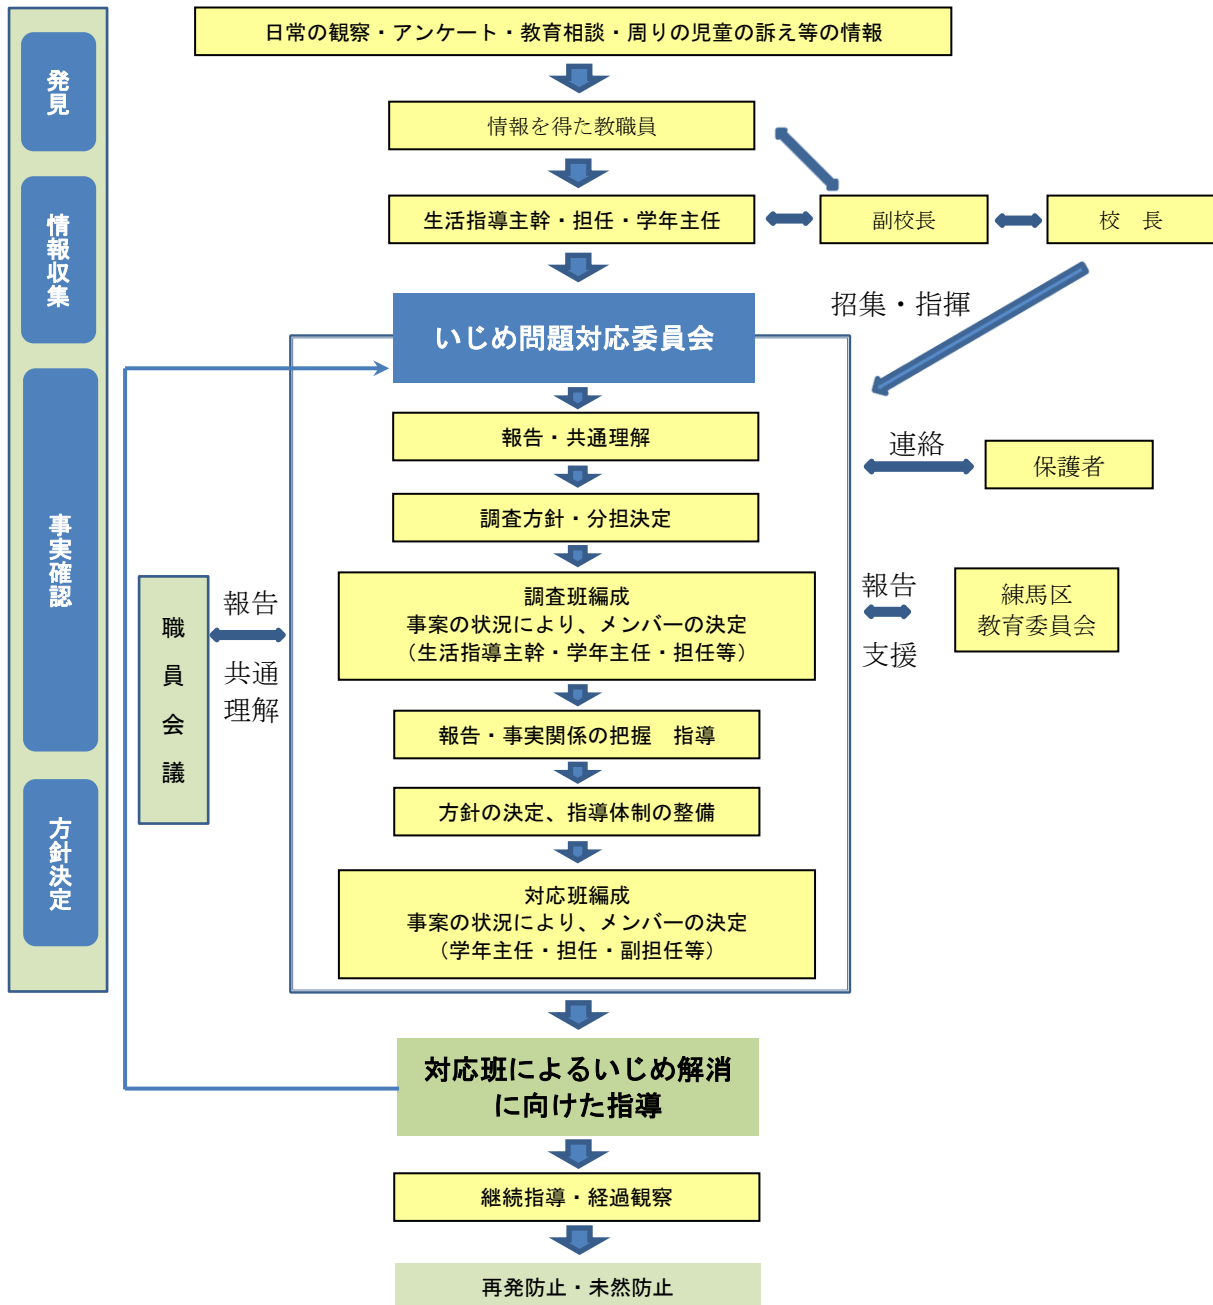 日常の観察・アンケート・教育相談・周りの児童の訴え等の情報
発見
情報を得た教職員
情報収集
生活指導主幹・担任・学年主任
副校長
校　長
招集・指揮
いじめ問題対応委員会
事実確認
報告・共通理解
連絡
保護者
調査方針・分担決定
調査班編成
事案の状況により、メンバーの決定
（生活指導主幹・学年主任・担任等）
報告
支援
練馬区
教育委員会
職員会議
報告
共通
理解
報告・事実関係の把握　指導
方針決定
方針の決定、指導体制の整備
対応班編成
事案の状況により、メンバーの決定
（学年主任・担任・副担任等）
対応班によるいじめ解消
に向けた指導
継続指導・経過観察
再発防止・未然防止